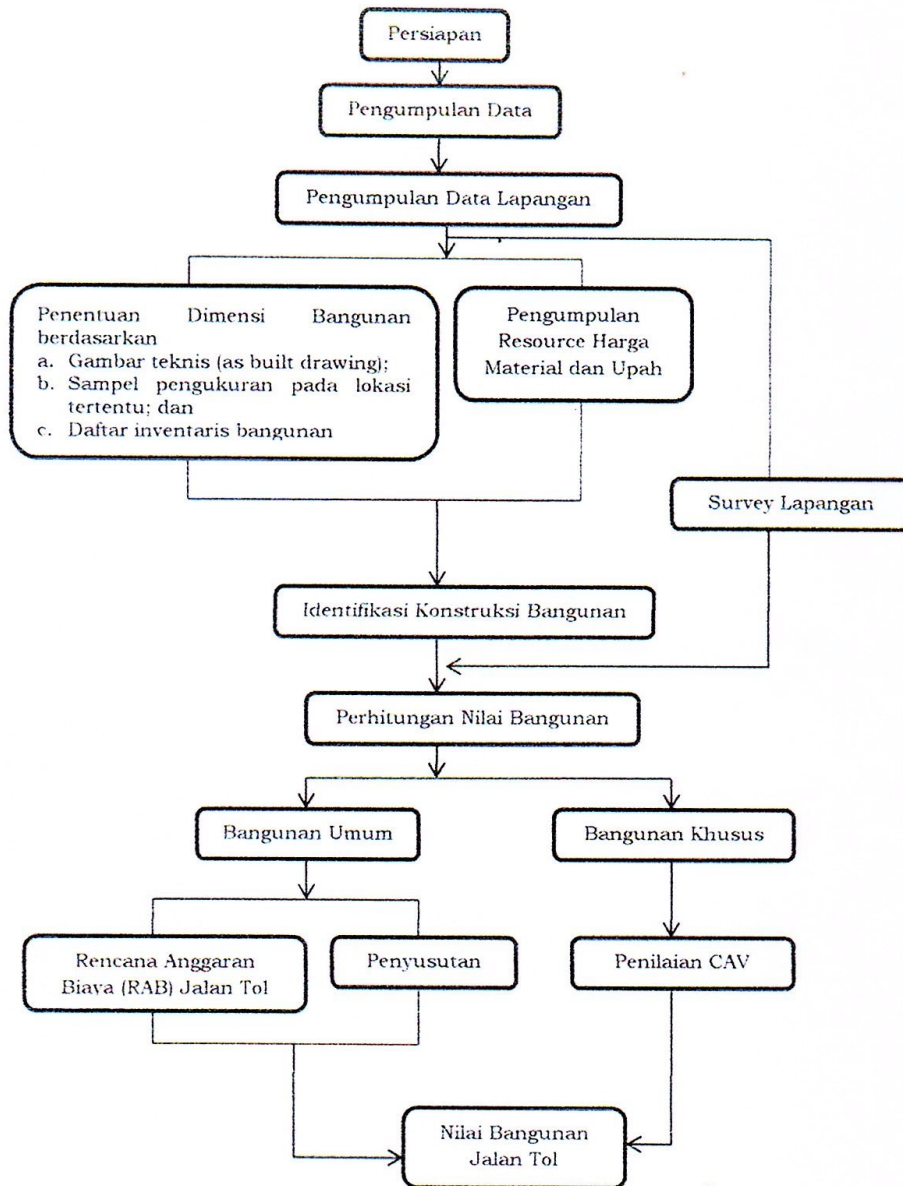 Persiapan
Pengumpulan Data
Pengumpulan Data Lapangan
Penentuan Dimensi Bangunan
berdasarkan
a. Gambar teknis (as built drawing);
b. Sampel pengukuran pada lokasi
tertentu; dan
c. Daftar inventaris bangunan
Pengumpulan
Resource Harga
Material dan Upah
Survey Lapangan
Identifikasi Konstruksi Bangunan
Perhitungan Nilai Bangunan
Bangunan Umum
Bangunan Khusus
Rencana Anggaran
Biaya (RAB) Jalan Tol
Penyusutan
Penilaian CAV
Nilai Bangunan
Jalan Tol